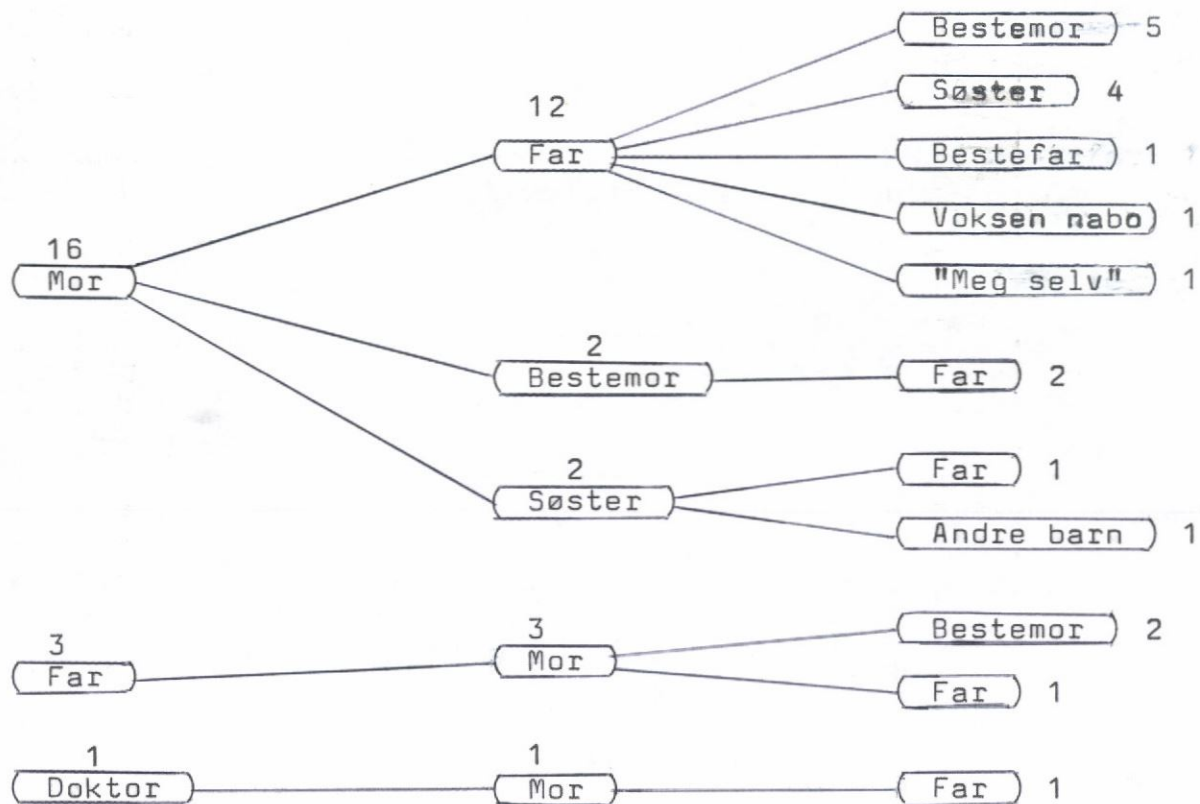 Bestemor 5
Søster 4
12
Far
Bestefar 1
Voksen nabo 1
16
Mor
"Meg selv" 1
2
Bestemor
Far 2
2
Søster
Far 1
Andre barn 1
3
Far
3
Mor
Bestemor 2
Far 1
1
Doktor
1
Mor
Far 1